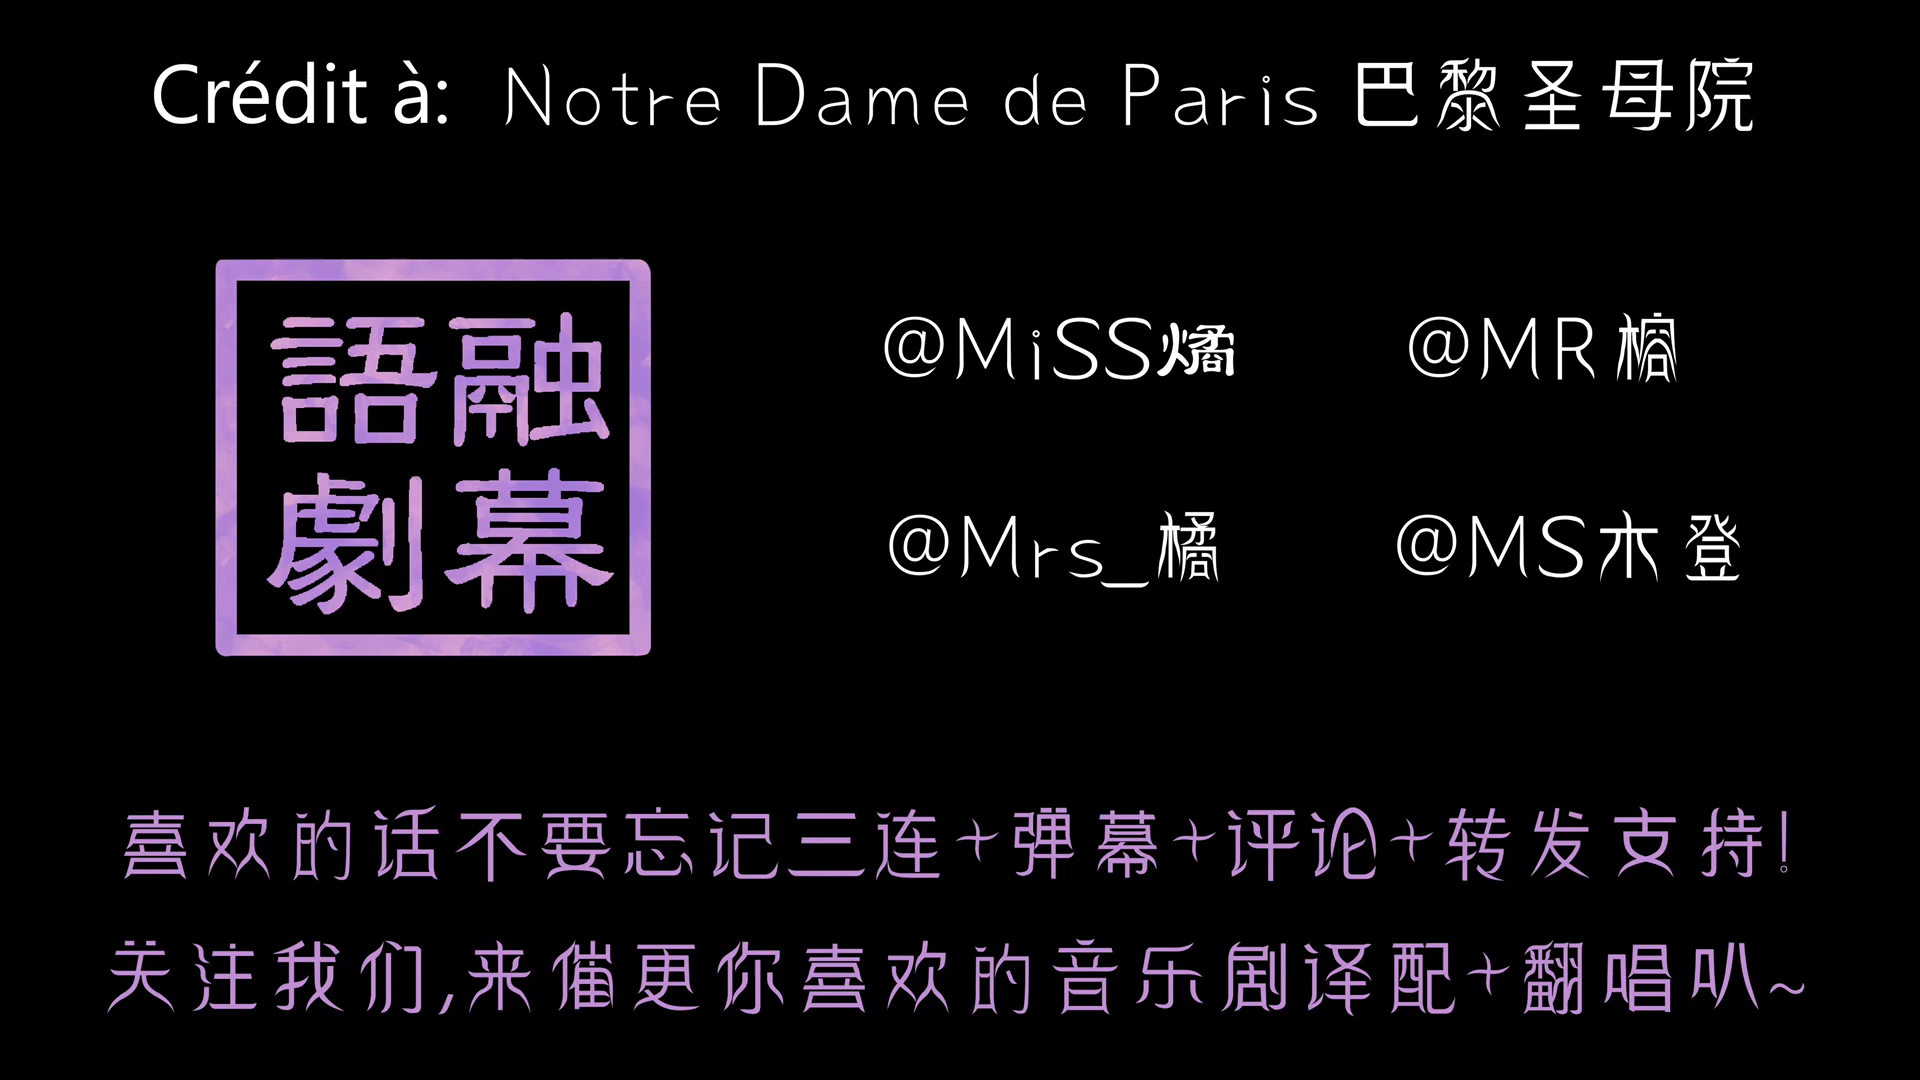 Crédit à: Notre Dame de Paris 巴黎圣母院
融幕
語劇
@MiSS燏 @MR榕
@Mrs_橘 @MS木登
喜欢的话不要忘记三连+弹幕+评论+转发支持!
关注我们,来催更你喜欢的音乐剧译配+翻唱叭~